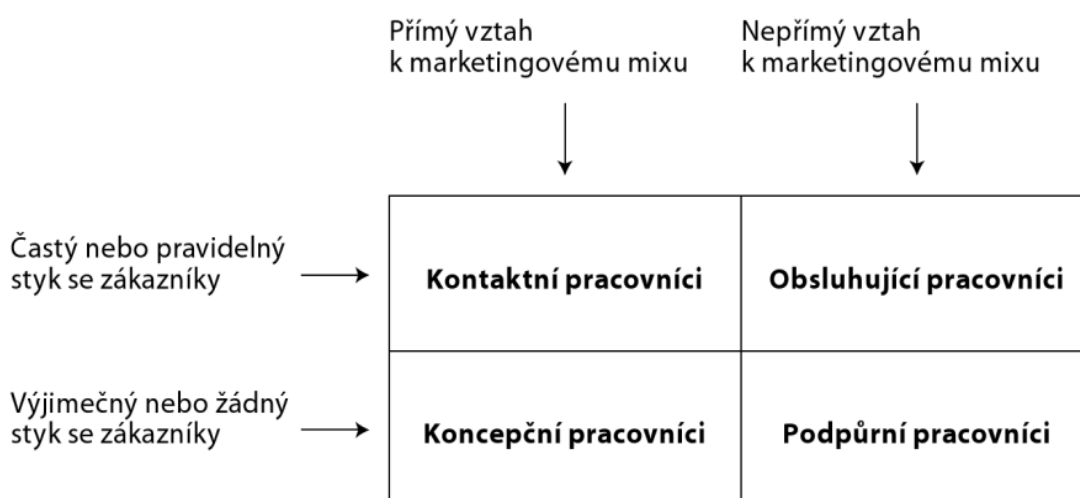 Přímý vztah
k marketingovému mixu
Nepřímý vztah
k marketingovému mixu
Častý nebo pravidelný
styk se zákazníky
Kontaktní pracovníci
Obsluhující pracovníci
Výjimečný nebo žádný
styk se zákazníky
Koncepční pracovníci
Podpůrní pracovníci